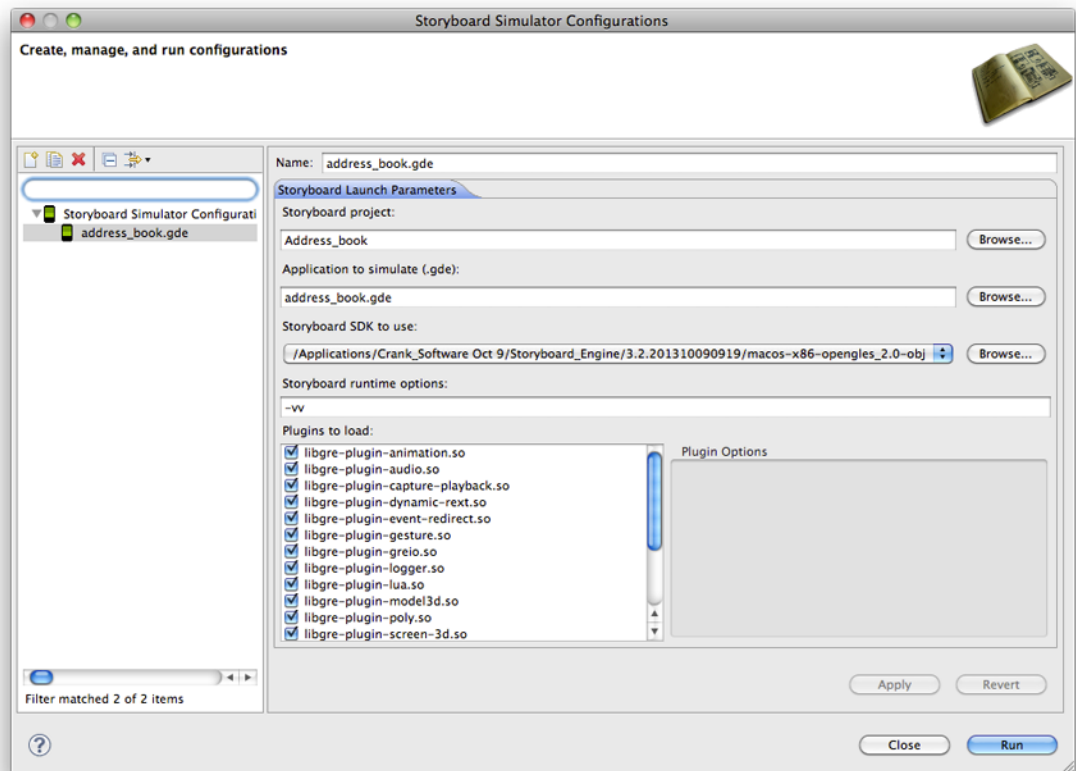 Storyboard Simulator Configurations
Create, manage, and run configurations
Storyboard Simulator Configurati
address_book.gde
Filter matched 2 of 2 items
Name: address_book.gde
Storyboard Launch Parameters
Storyboard project:
Address_book
Browse...
Application to simulate (.gde):
address_book.gde
Browse...
Storyboard SDK to use:
/Applications/Crank_Software Oct 9/Storyboard_Engine/3.2.201310090919/macos-x86-opengles_2.0-obj
Browse...
Storyboard runtime options:
-vv
Plugins to load:
libgre-plugin-animation.so
libgre-plugin-audio.so
libgre-plugin-capture-playback.so
libgre-plugin-dynamic-rext.so
libgre-plugin-event-redirect.so
libgre-plugin-gesture.so
libgre-plugin-greio.so
libgre-plugin-logger.so
libgre-plugin-lua.so
libgre-plugin-model3d.so
libgre-plugin-poly.so
libgre-plugin-screen-3d.so
Plugin Options
Apply
Revert
?
Close
Run